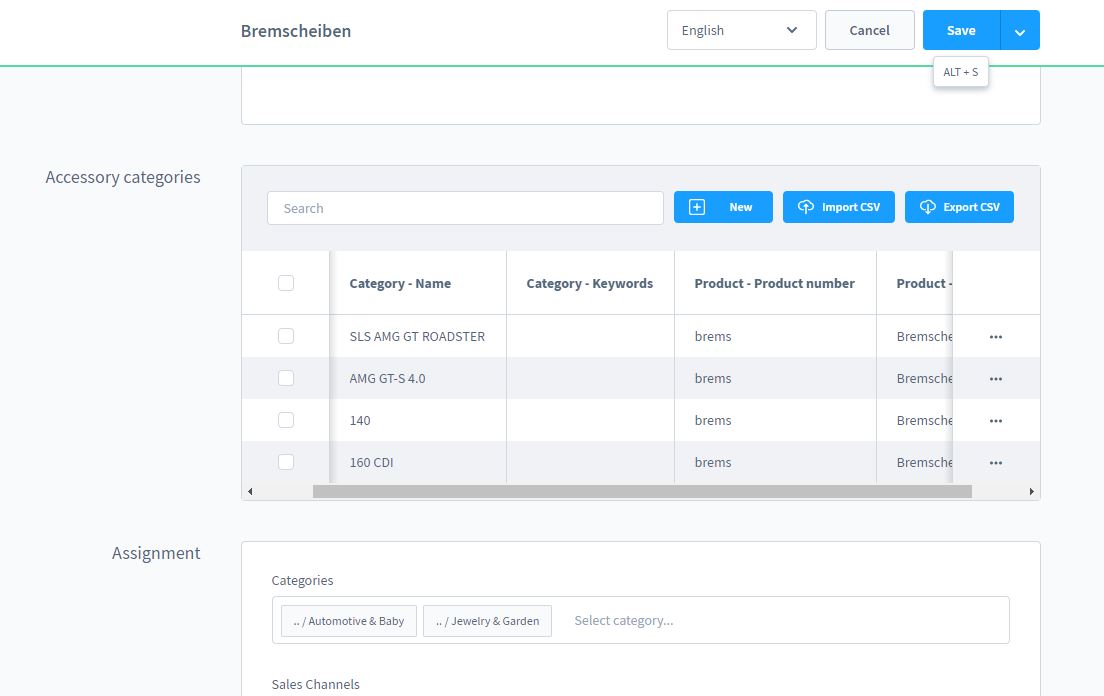 Bremscheiben
English
Cancel
Save
ALT + S
Accessory categories
Search
New
Import CSV
Export CSV
Category - Name
Category - Keywords
Product - Product number
Product -
SLS AMG GT ROADSTER
brems
Bremsche
AMG GT-S 4.0
brems
Bremsche
140
brems
Bremsche
160 CDI
brems
Bremsche
Assignment
Categories
.. / Automotive & Baby
.. / Jewelry & Garden
Select category...
Sales Channels